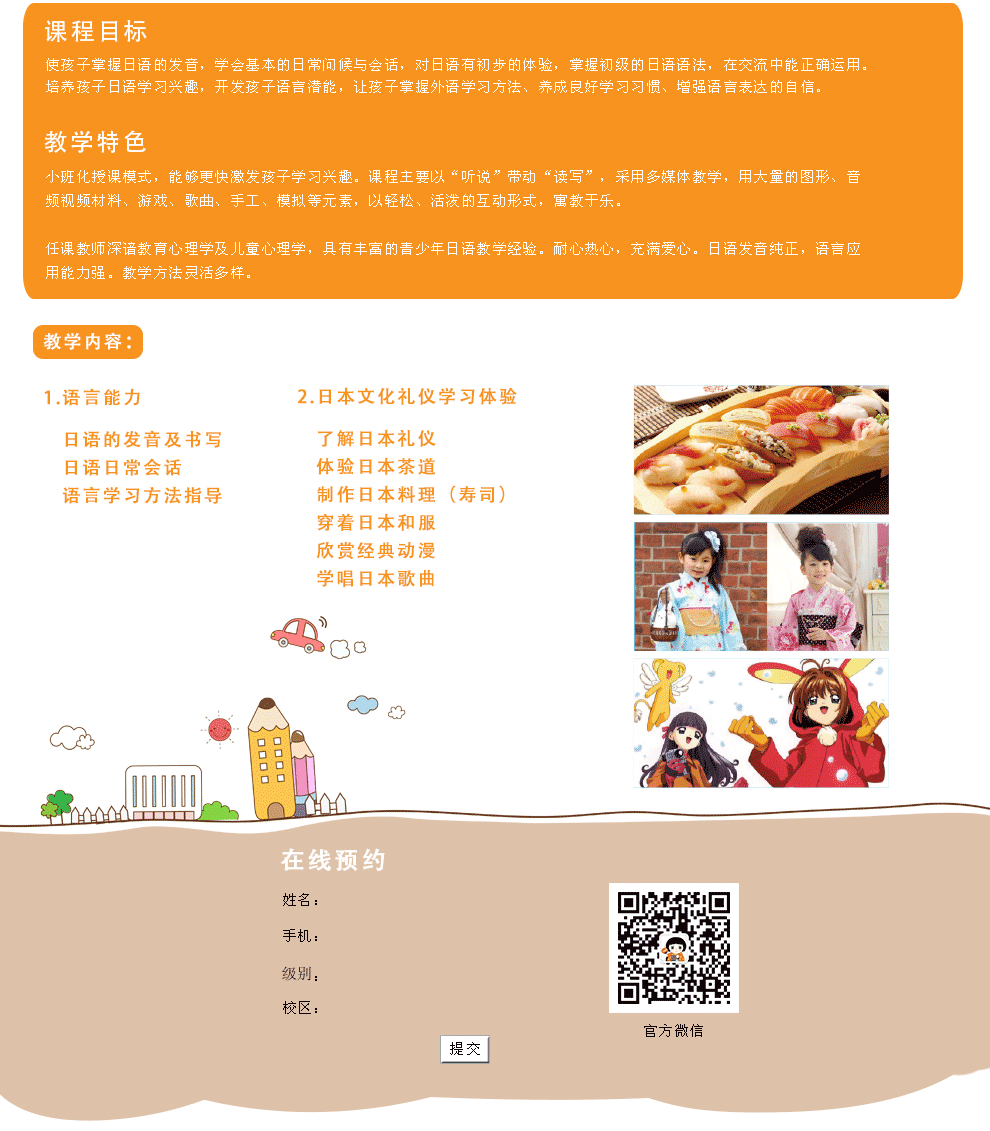 课程目标
使孩子掌握日语的发音，学会基本的日常问候与会话，对日语有初步的体验，掌握初级的日语语法，在交流中能正确运用。
培养孩子日语学习兴趣，开发孩子语言潜能，让孩子掌握外语学习方法、养成良好学习习惯、增强语言表达的自信。
教学特色
小班化授课模式，能够更快激发孩子学习兴趣。课程主要以“听说”带动“读写”，采用多媒体教学，用大量的图形、音
频视频材料、游戏、歌曲、手工、模拟等元素，以轻松、活泼的互动形式，寓教于乐。
任课教师深谙教育心理学及儿童心理学，具有丰富的青少年日语教学经验。耐心热心，充满爱心。日语发音纯正，语言应
用能力强。教学方法灵活多样。
教学内容：
1.语言能力
日语的发音及书写
日语日常会话
语言学习方法指导
2.日本文化礼仪学习体验
了解日本礼仪
体验日本茶道
制作日本料理（寿司）
穿着日本和服
欣赏经典动漫
学唱日本歌曲
在线预约
姓名：
手机：
级别：
校区：
提交
官方微信